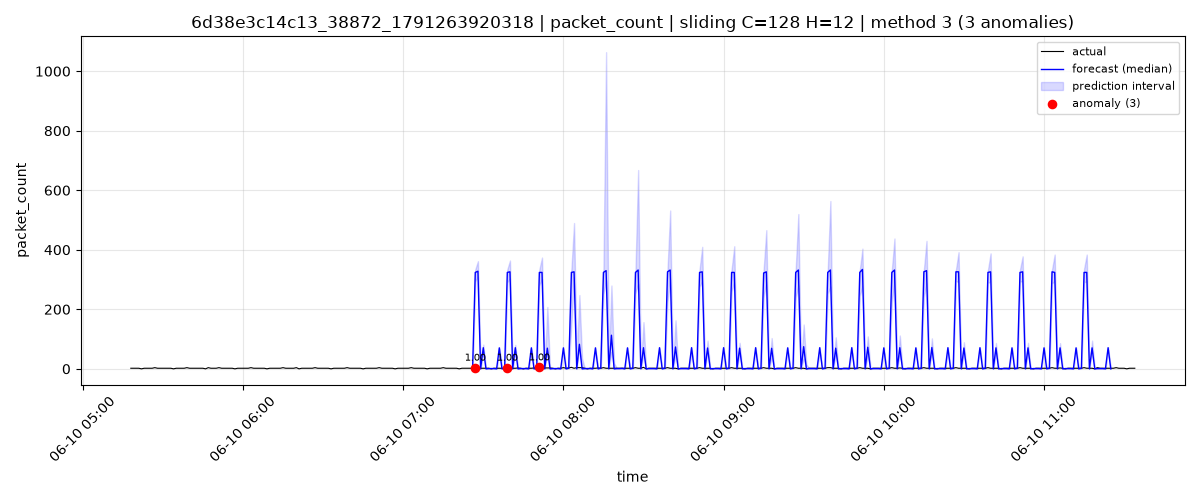 6d38e3c14c13_38872_1791263920318 | packet_count | sliding C=128 H=12 | method 3 (3 anomalies)
actual
forecast (median)
prediction interval
anomaly (3)
packet_count
1000
800
600
400
200
0
1.00 1.00 1.00
06-10 05:00 06-10 06:00 06-10 07:00 06-10 08:00 06-10 09:00 06-10 10:00 06-10 11:00
time